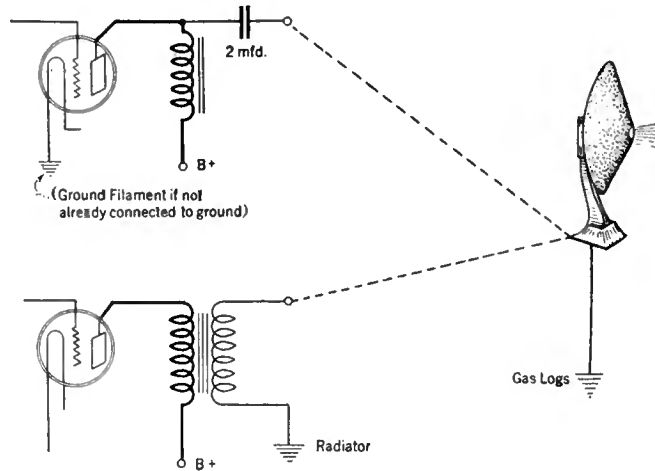 2 mfd.
B+
(Ground Filament if not
already connected to ground)
Gas Logs
Radiator
B+